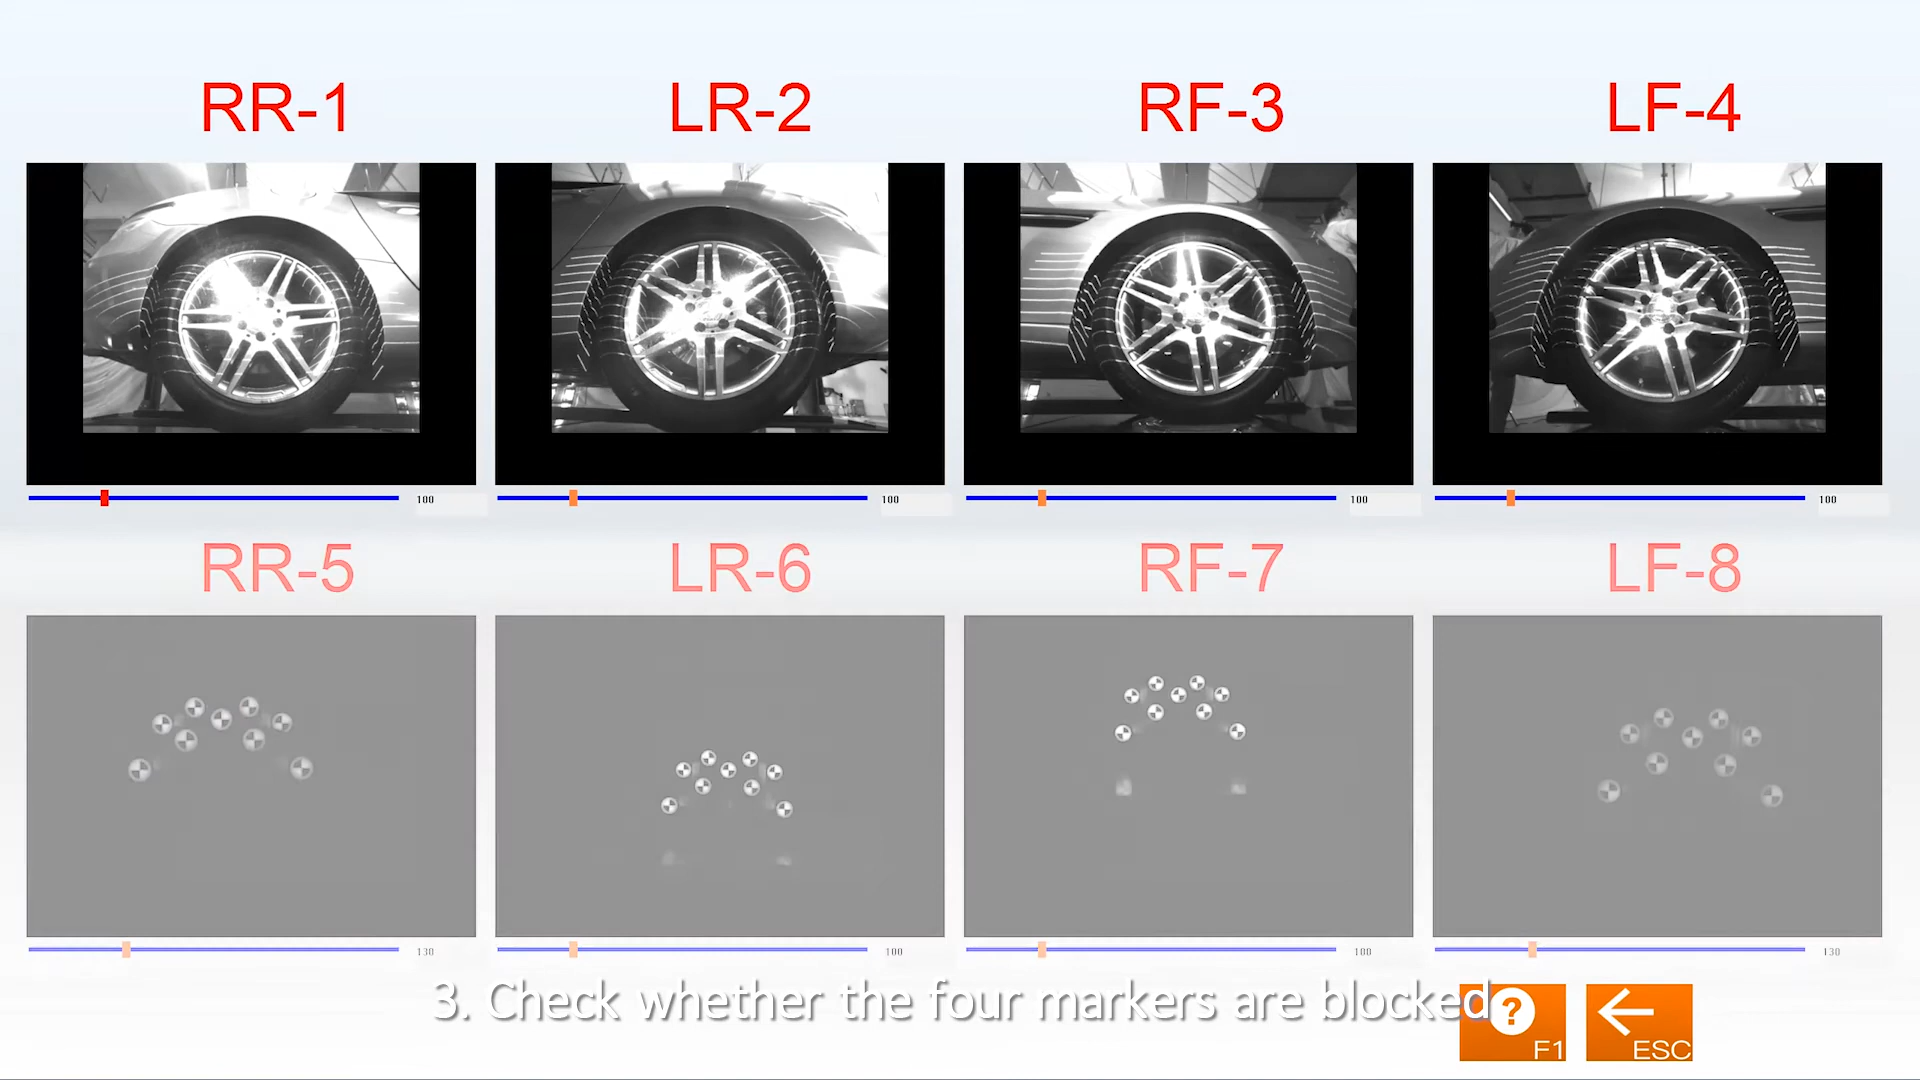 RR-1
LR-2
RF-3
LF-4
100
100
100
100
RR-5
LR-6
RF-7
LF-8
130
100
100
130
3. Check whether the four markers are blocked
? F1
ESC